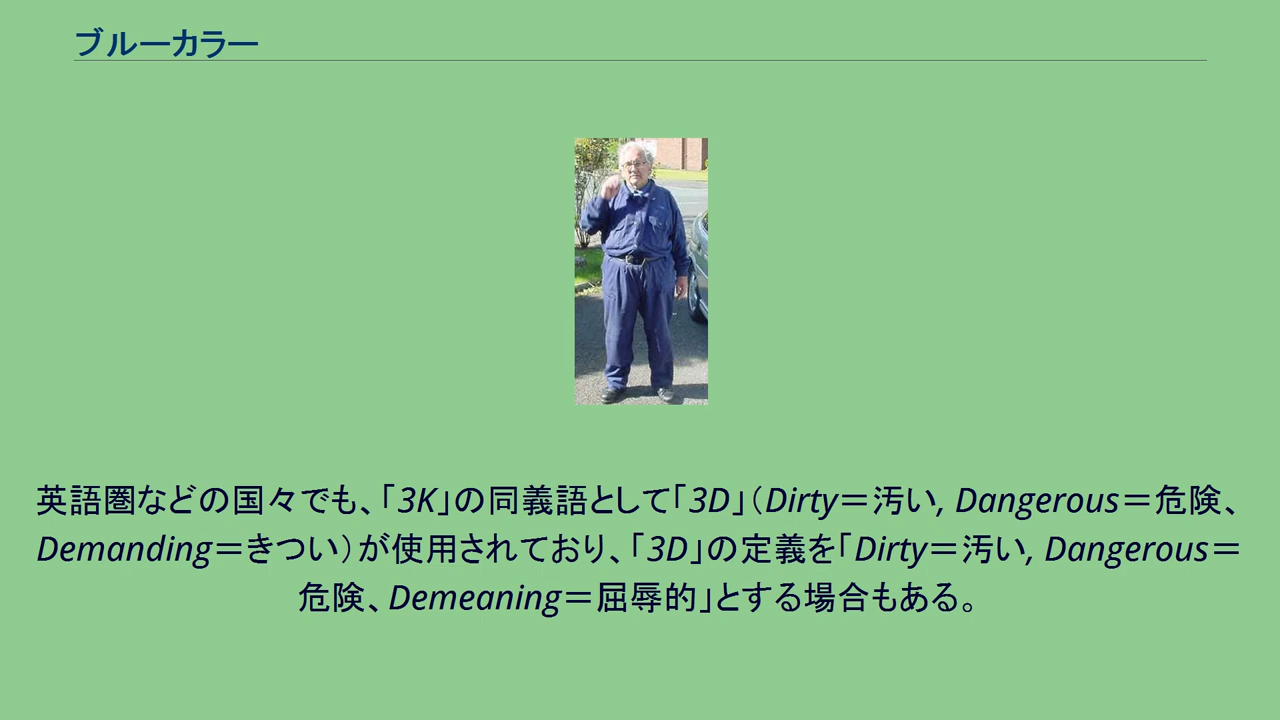 ブルーカラー
英語圏などの国々でも、「3K」の同義語として「3D」（Dirty＝汚い, Dangerous＝危険、
Demanding＝きつい）が使用されており、「3D」の定義を「Dirty＝汚い, Dangerous＝
危険、Demeaning＝屈辱的」とする場合もある。